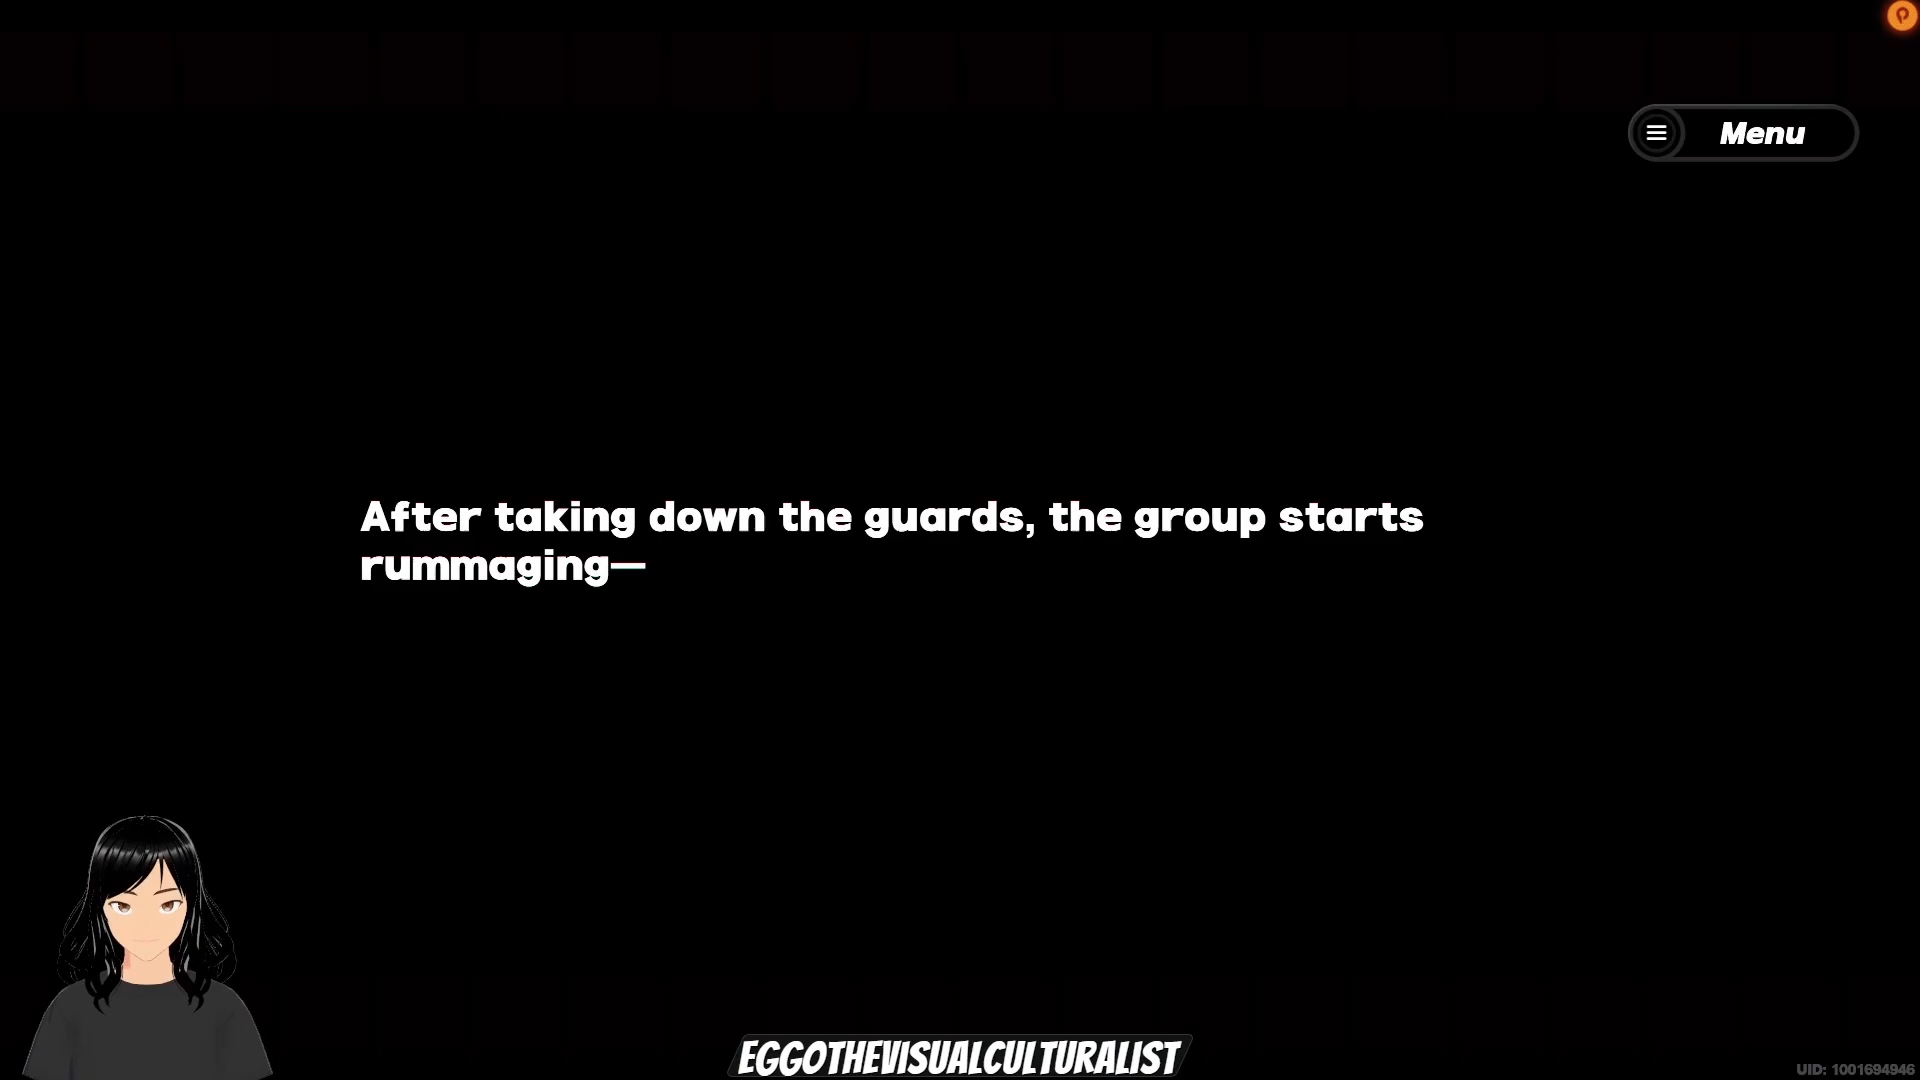 Menu
After taking down the guards, the group starts
rummaging—
EGGOTHEVISUALCULTURALIST
UID: 1001694946